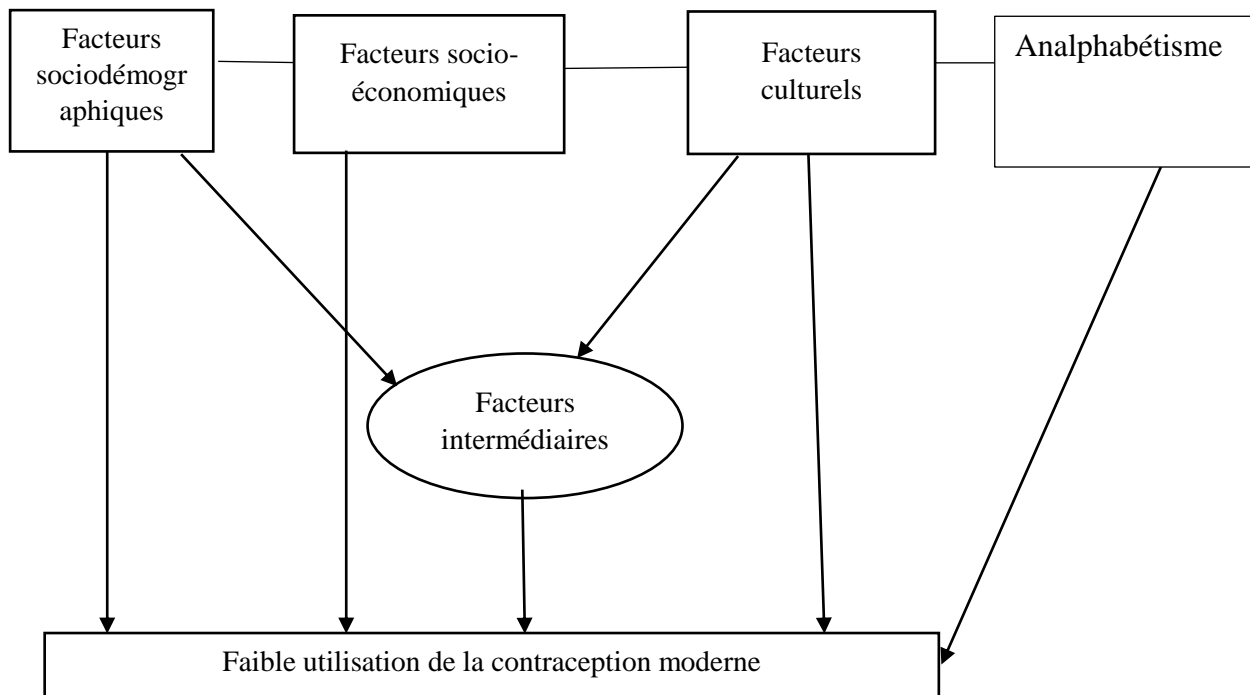 Facteurs
sociodémogr
aphiques
Facteurs socio-
économiques
Facteurs
culturels
Analphabétisme
Facteurs
intermédiaires
Faible utilisation de la contraception moderne